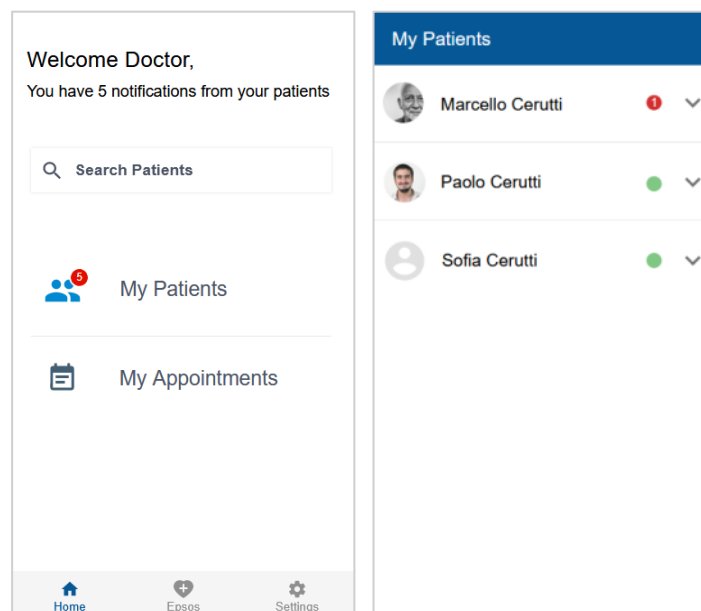 Welcome Doctor,
You have 5 notifications from your patients
Search Patients
5
My Patients
My Appointments
Home
Epsos
Settings
My Patients
Marcello Cerutti
1
Paolo Cerutti
Sofia Cerutti